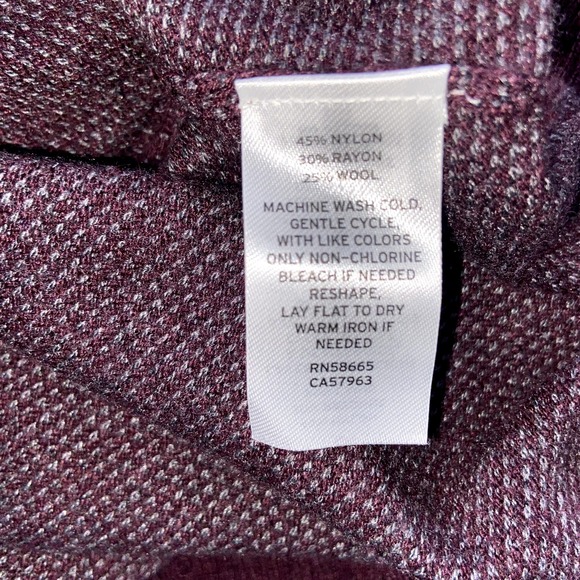 45% NYLON
30% RAYON
25% WOOL
MACHINE WASH COLD,
GENTLE CYCLE,
WITH LIKE COLORS
ONLY NON-CHLORINE
BLEACH IF NEEDED
RESHAPE,
LAY FLAT TO DRY
WARM IRON IF
NEEDED
RN58665
CA57963